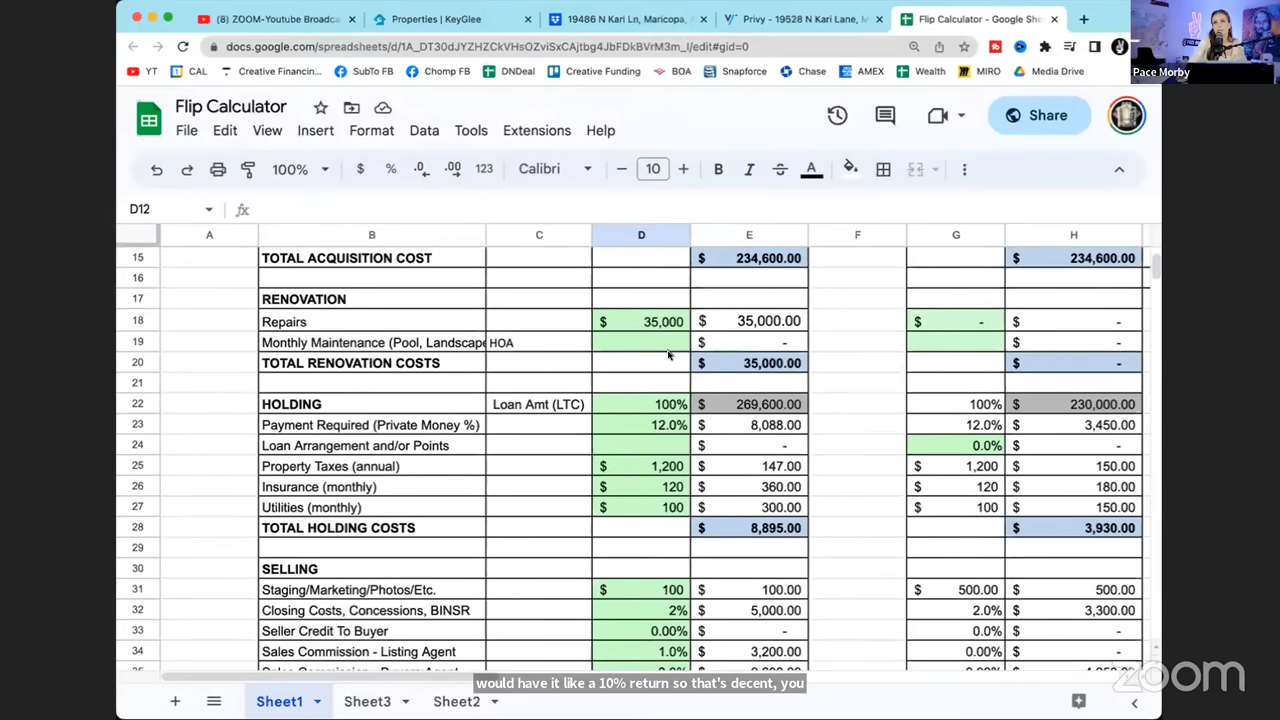 (8) ZOOM-Youtube Broadca
Properties | KeyGlee
19486 N Kari Ln, Maricopa,
Privy - 19528 N Kari Lane, M
Flip Calculator - Google She
docs.google.com/spreadsheets/d/1A_DT30dJYZHZCkVHsOZviSxCAjtbg4JbFDkBVrM3m_I/edit#gid=0
Pace Morby
YT CAL Creative Financin... SubTo FB Chomp FB DNDeal Creative Funding BOA Snapforce Chase AMEX Wealth MIRO Media Drive
Flip Calculator
File Edit View Insert Format Data Tools Extensions Help
Share
100% $ % .0 .00 123 Calibri 10 B I S A
D12 fx
A B C D E F G H
15 TOTAL ACQUISITION COST $ 234,600.00 $ 234,600.00
16
17 RENOVATION
18 Repairs $ 35,000 $ 35,000.00 $ - $ -
19 Monthly Maintenance (Pool, Landscape HOA $ - $ -
20 TOTAL RENOVATION COSTS $ 35,000.00 $ -
21
22 HOLDING Loan Amt (LTC) 100% $ 269,600.00 100% $ 230,000.00
23 Payment Required (Private Money %) 12.0% $ 8,088.00 12.0% $ 3,450.00
24 Loan Arrangement and/or Points $ - 0.0% $ -
25 Property Taxes (annual) $ 1,200 $ 147.00 $ 1,200 $ 150.00
26 Insurance (monthly) $ 120 $ 360.00 $ 120 $ 180.00
27 Utilities (monthly) $ 100 $ 300.00 $ 100 $ 150.00
28 TOTAL HOLDING COSTS $ 8,895.00 $ 3,930.00
29
30 SELLING
31 Staging/Marketing/Photos/Etc. $ 100 $ 100.00 $ 500.00 $ 500.00
32 Closing Costs, Concessions, BINSR 2% $ 5,000.00 2.0% $ 3,300.00
33 Seller Credit To Buyer 0.00% $ - 0.0% $ -
34 Sales Commission - Listing Agent 1.0% $ 3,200.00 0.00% $ -
would have it like a 10% return so that's decent, you
zoom
Sheet1 Sheet3 Sheet2